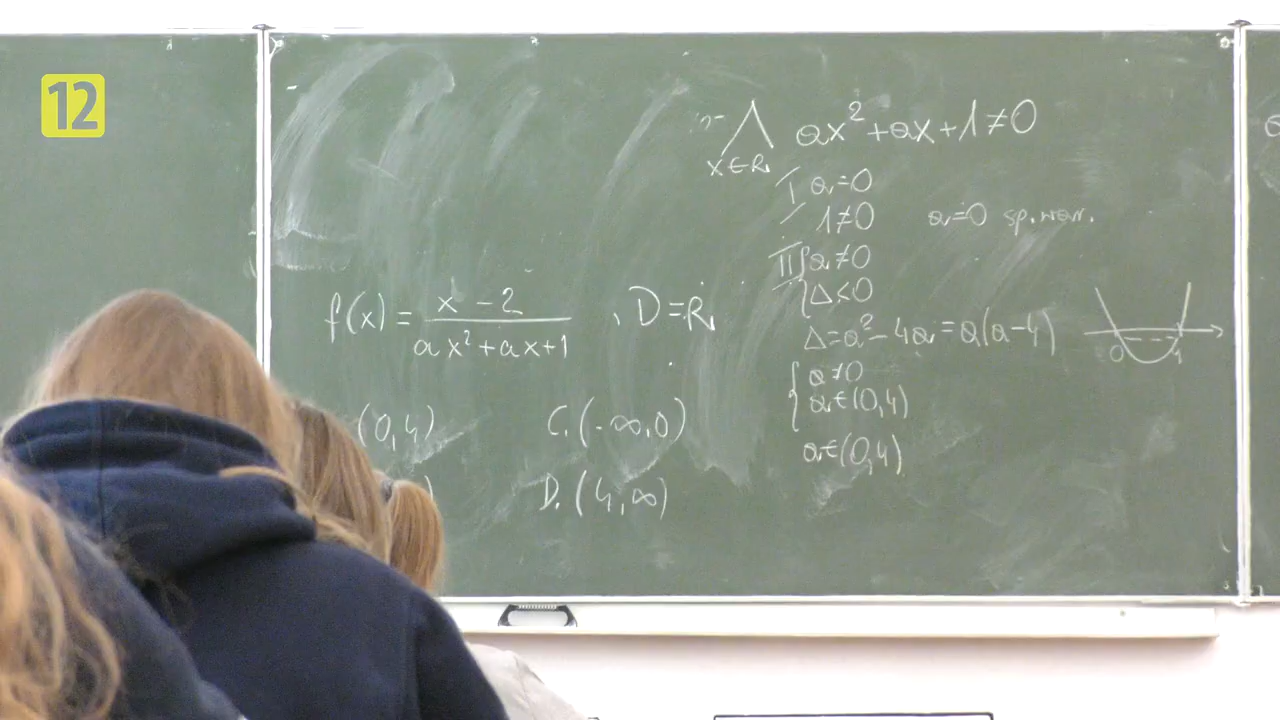 12
⋀ ax²+ax+1≠0
x∈R
I a=0
1≠0 a=0 sp. war.
II { a≠0
{ Δ<0
Δ=a²-4a=a(a-4)
0 4
{ a≠0
{ a∈(0,4)
a∈(0,4)
f(x) = x-2 / ax²+ax+1 , D=R
(0,4) C. (-∞,0)
) D. (4,∞)